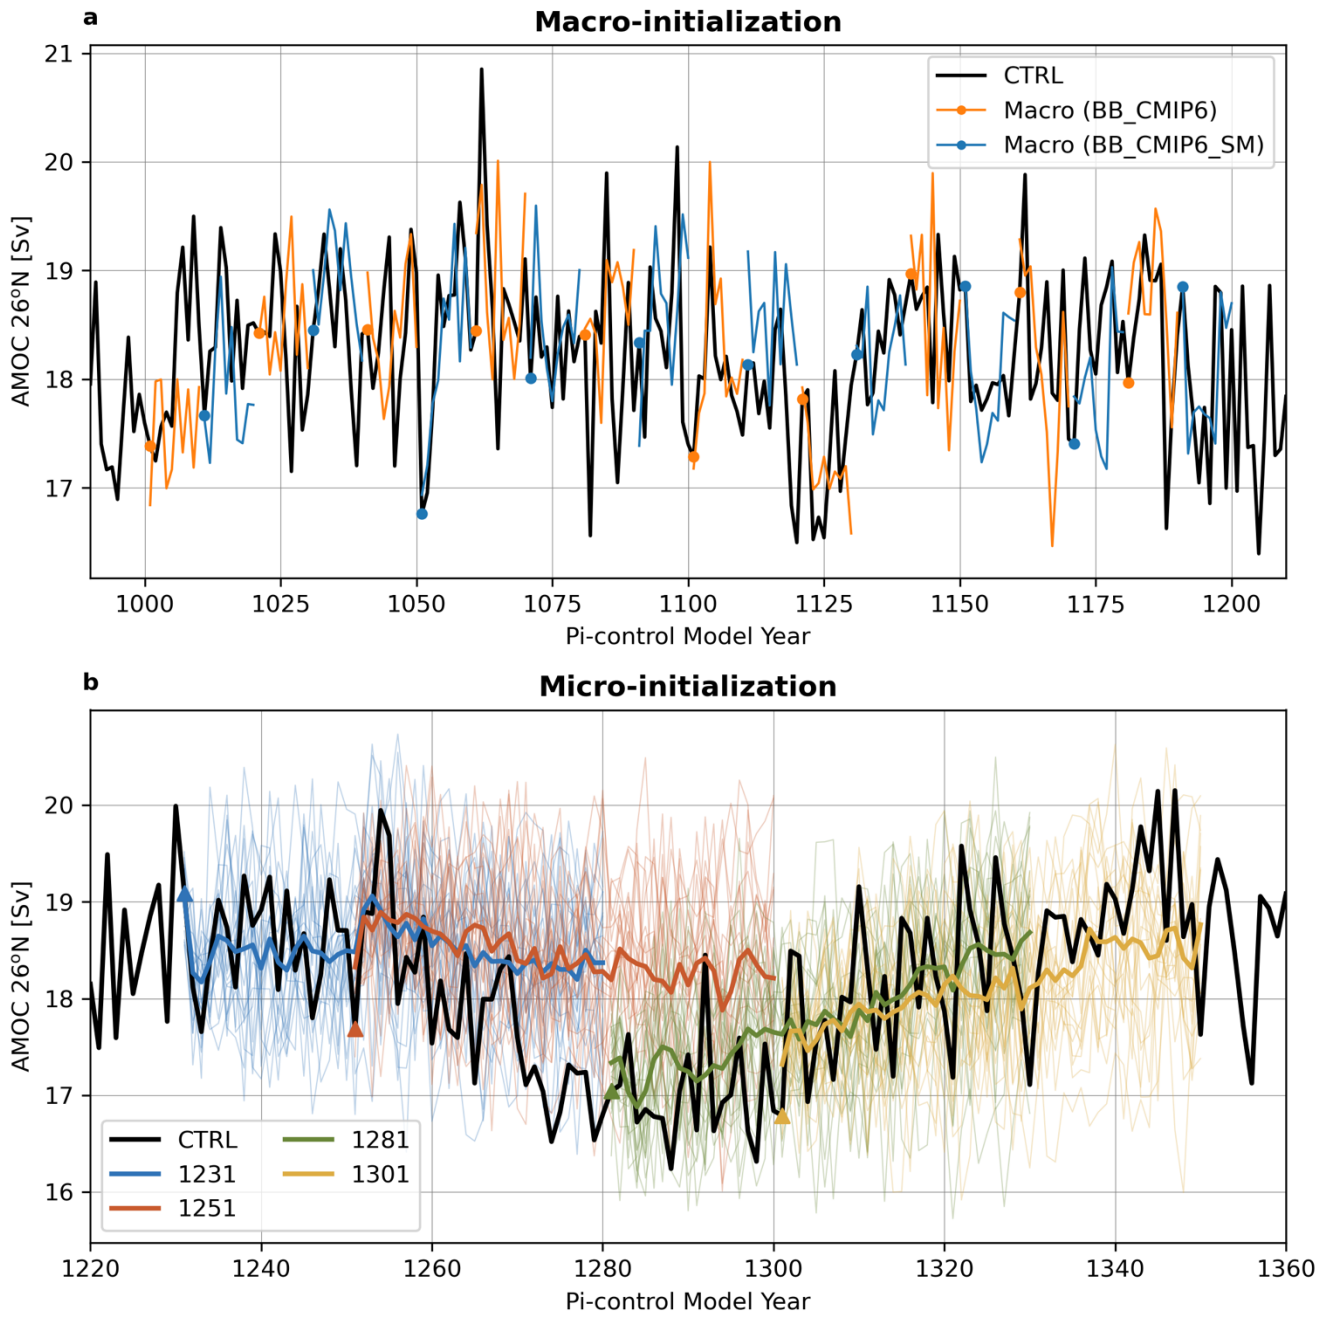 a
Macro-initialization
AMOC 26°N [Sv]
21
20
19
18
17
CTRL
Macro (BB_CMIP6)
Macro (BB_CMIP6_SM)
1000 1025 1050 1075 1100 1125 1150 1175 1200
Pi-control Model Year
b
Micro-initialization
AMOC 26°N [Sv]
20
19
18
17
16
CTRL 1281
1231 1301
1251
1220 1240 1260 1280 1300 1320 1340 1360
Pi-control Model Year